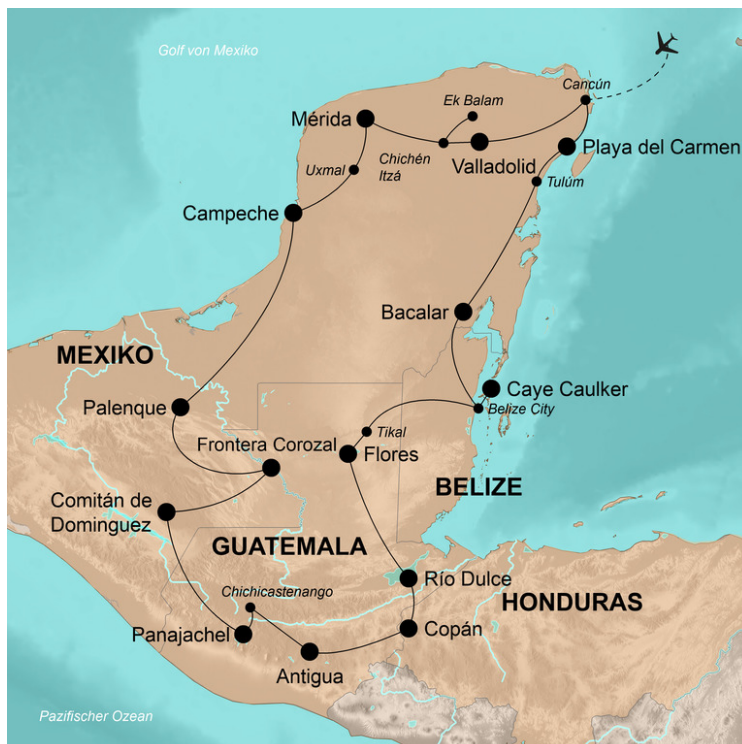 Golf von Mexiko
Cancún
Ek Balam
Mérida
Chichén
Itzá
Valladolid
Playa del Carmen
Uxmal
Tulúm
Campeche
Bacalar
MEXIKO
Caye Caulker
Palenque
Belize City
Tikal
Frontera Corozal
Flores
BELIZE
Comitán de
Dominguez
GUATEMALA
Río Dulce
Chichicastenango
HONDURAS
Panajachel
Copán
Antigua
Pazifischer Ozean